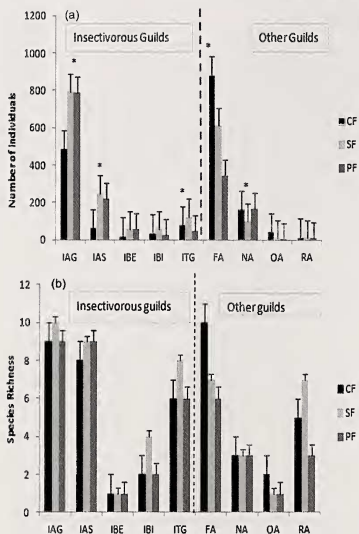 (a)
Insectivorous Guilds
Other Guilds
Number of Individuals
1200
1000
800
600
400
200
0
*
*
*
*
*
CF
SF
PF
IAG IAS IBE IBI ITG FA NA OA RA
(b)
Insectivorous guilds
Other guilds
Species Richness
12
10
8
6
4
2
0
CF
SF
PF
IAG IAS IBE IBI ITG FA NA OA RA